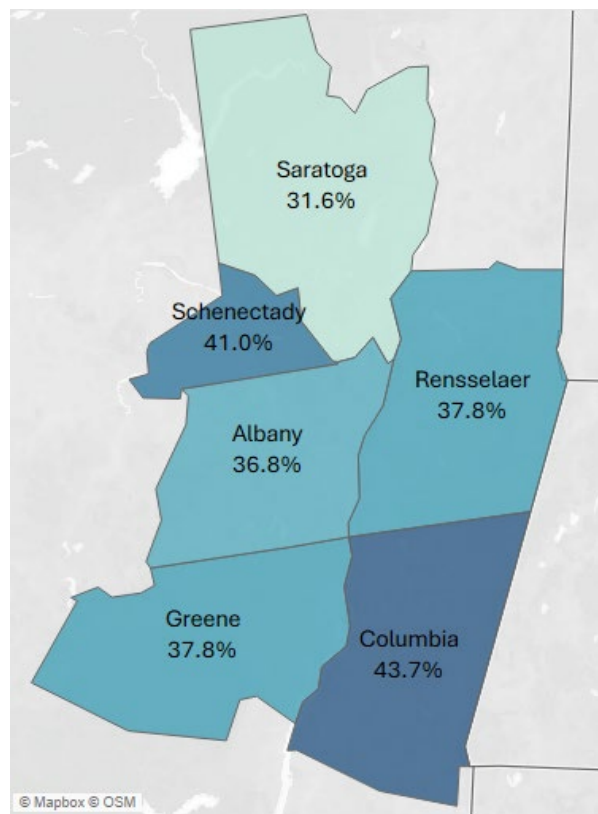 Saratoga
31.6%
Schenectady
41.0%
Rensselaer
37.8%
Albany
36.8%
Greene
37.8%
Columbia
43.7%
© Mapbox © OSM